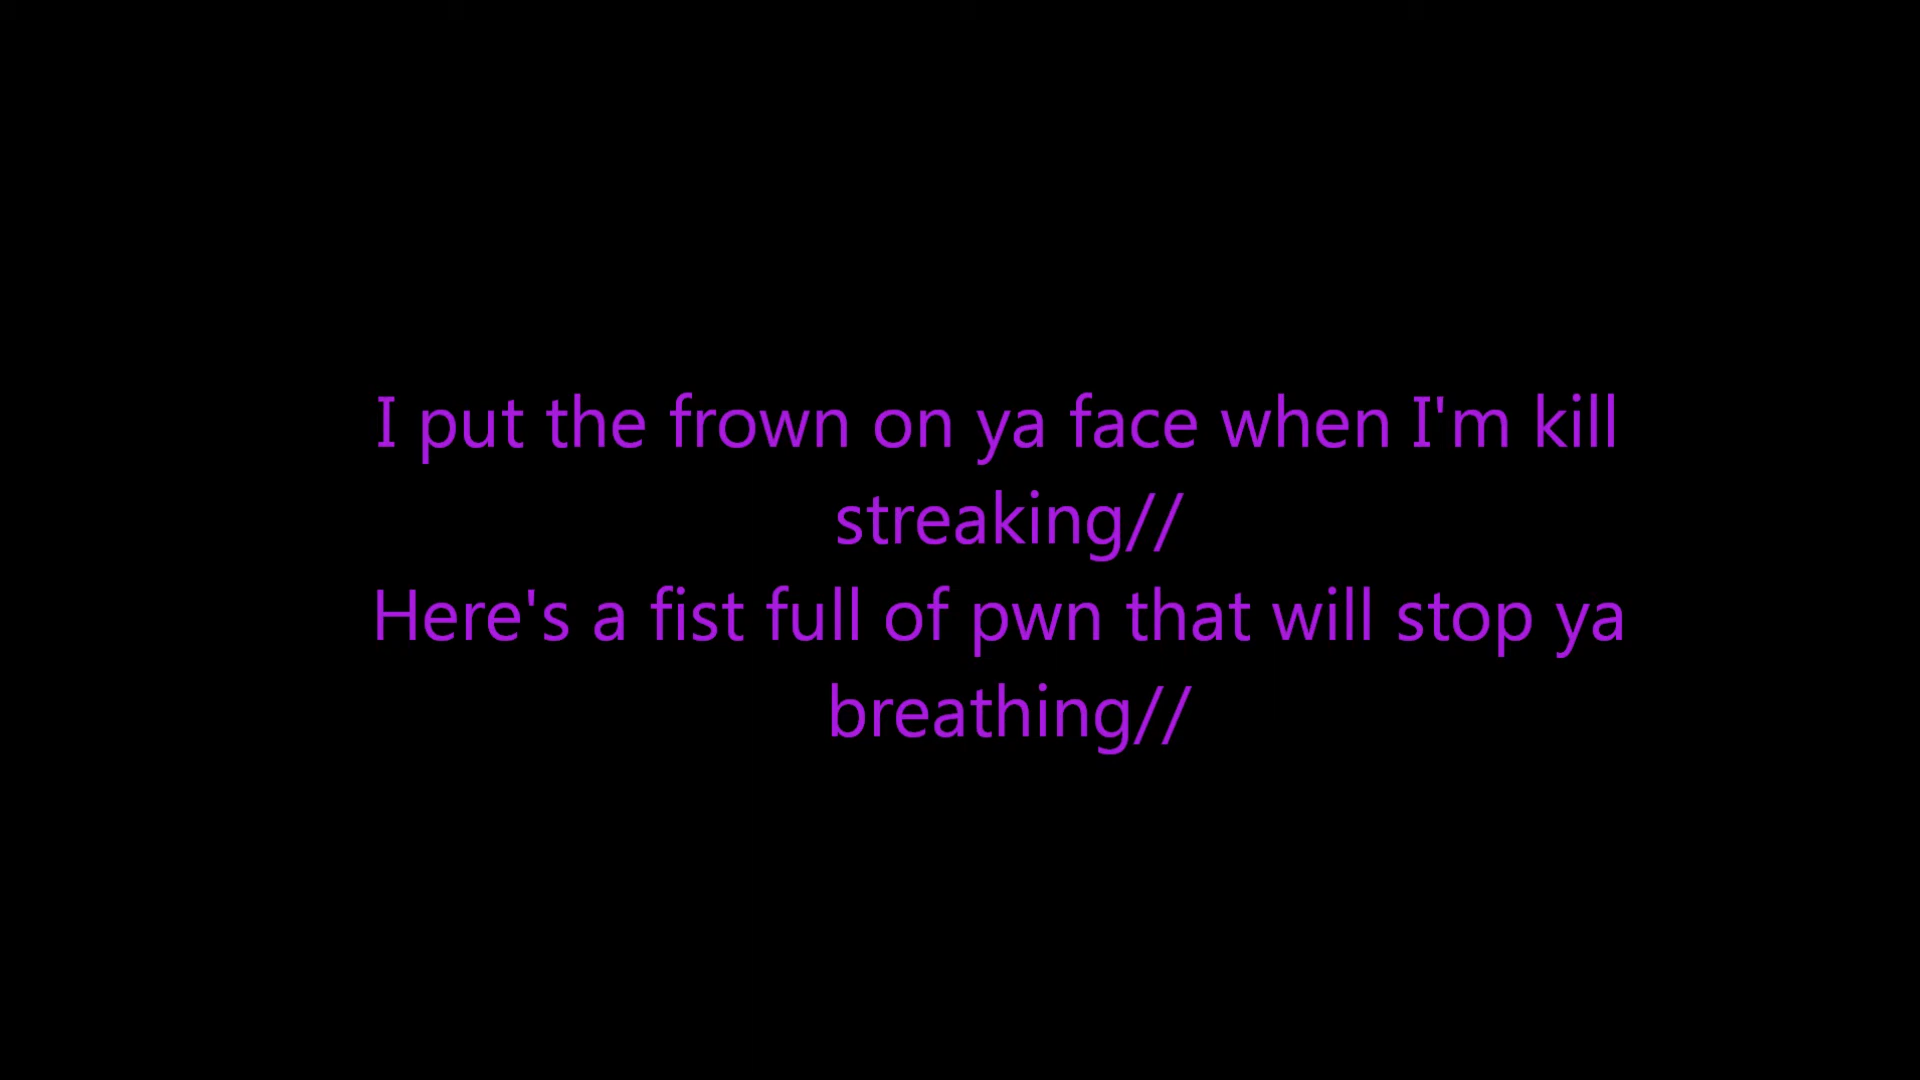 I put the frown on ya face when I'm kill
streaking//
Here's a fist full of pwn that will stop ya
breathing//